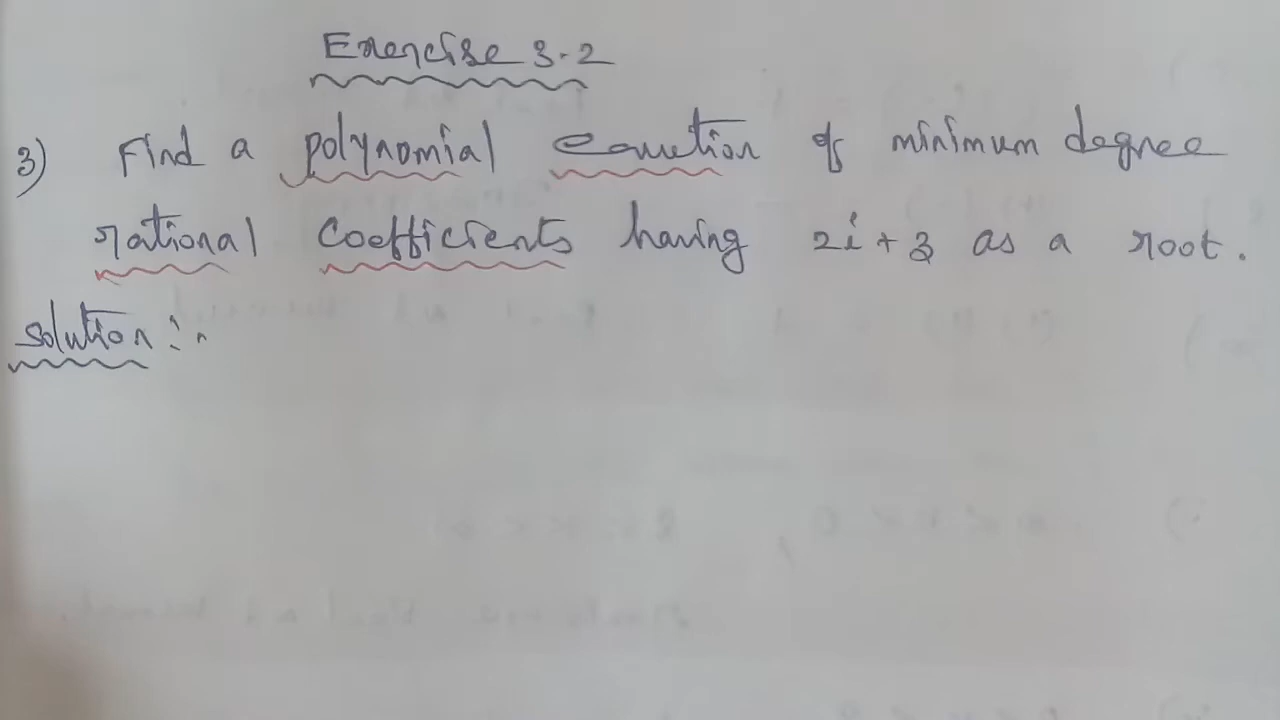 Exercise 3.2
3) Find a polynomial equation of minimum degree
rational coefficients having 2i+3 as a root.
solution :-